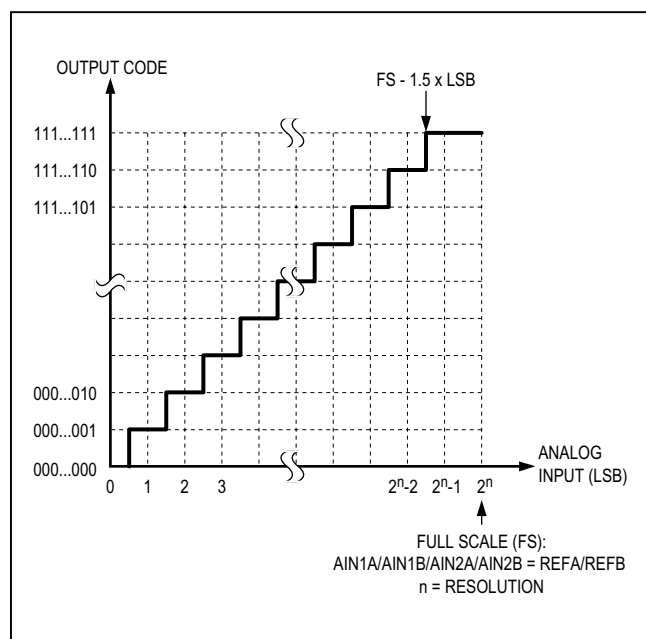 OUTPUT CODE
FS - 1.5 x LSB
111...111
111...110
111...101
000...010
000...001
000...000
0 1 2 3 2ⁿ-2 2ⁿ-1 2ⁿ
ANALOG
INPUT (LSB)
FULL SCALE (FS):
AIN1A/AIN1B/AIN2A/AIN2B = REFA/REFB
n = RESOLUTION